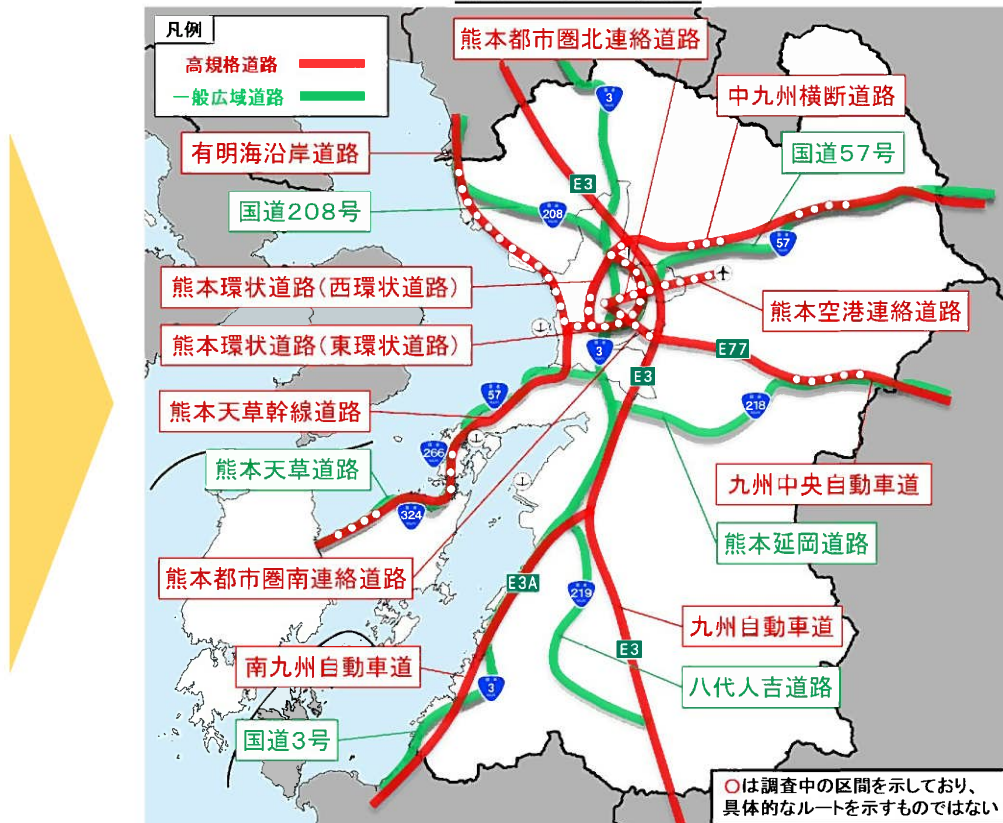 凡例
高規格道路
一般広域道路
熊本都市圏北連絡道路
3
中九州横断道路
有明海沿岸道路
国道57号
E3
国道208号
208
57
熊本環状道路(西環状道路)
熊本空港連絡道路
熊本環状道路(東環状道路)
3
E77
E3
57
218
熊本天草幹線道路
266
熊本天草道路
九州中央自動車道
324
熊本延岡道路
熊本都市圏南連絡道路
E3A
219
九州自動車道
E3
南九州自動車道
八代人吉道路
3
国道3号
○は調査中の区間を示しており、
具体的なルートを示すものではない